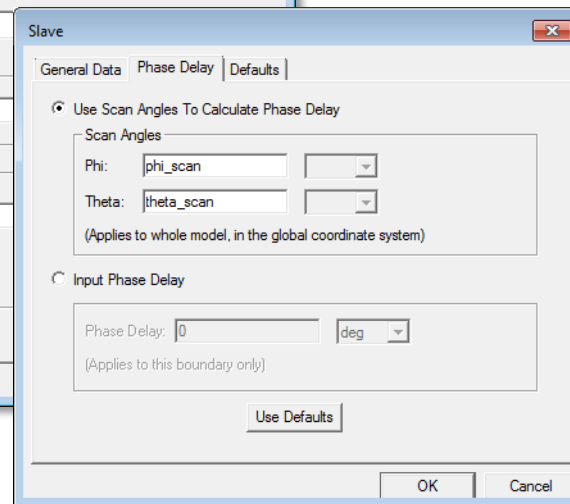 Slave
General Data Phase Delay Defaults
Use Scan Angles To Calculate Phase Delay
Scan Angles
Phi: phi_scan
Theta: theta_scan
(Applies to whole model, in the global coordinate system)
Input Phase Delay
Phase Delay: 0 deg
(Applies to this boundary only)
Use Defaults
OK Cancel